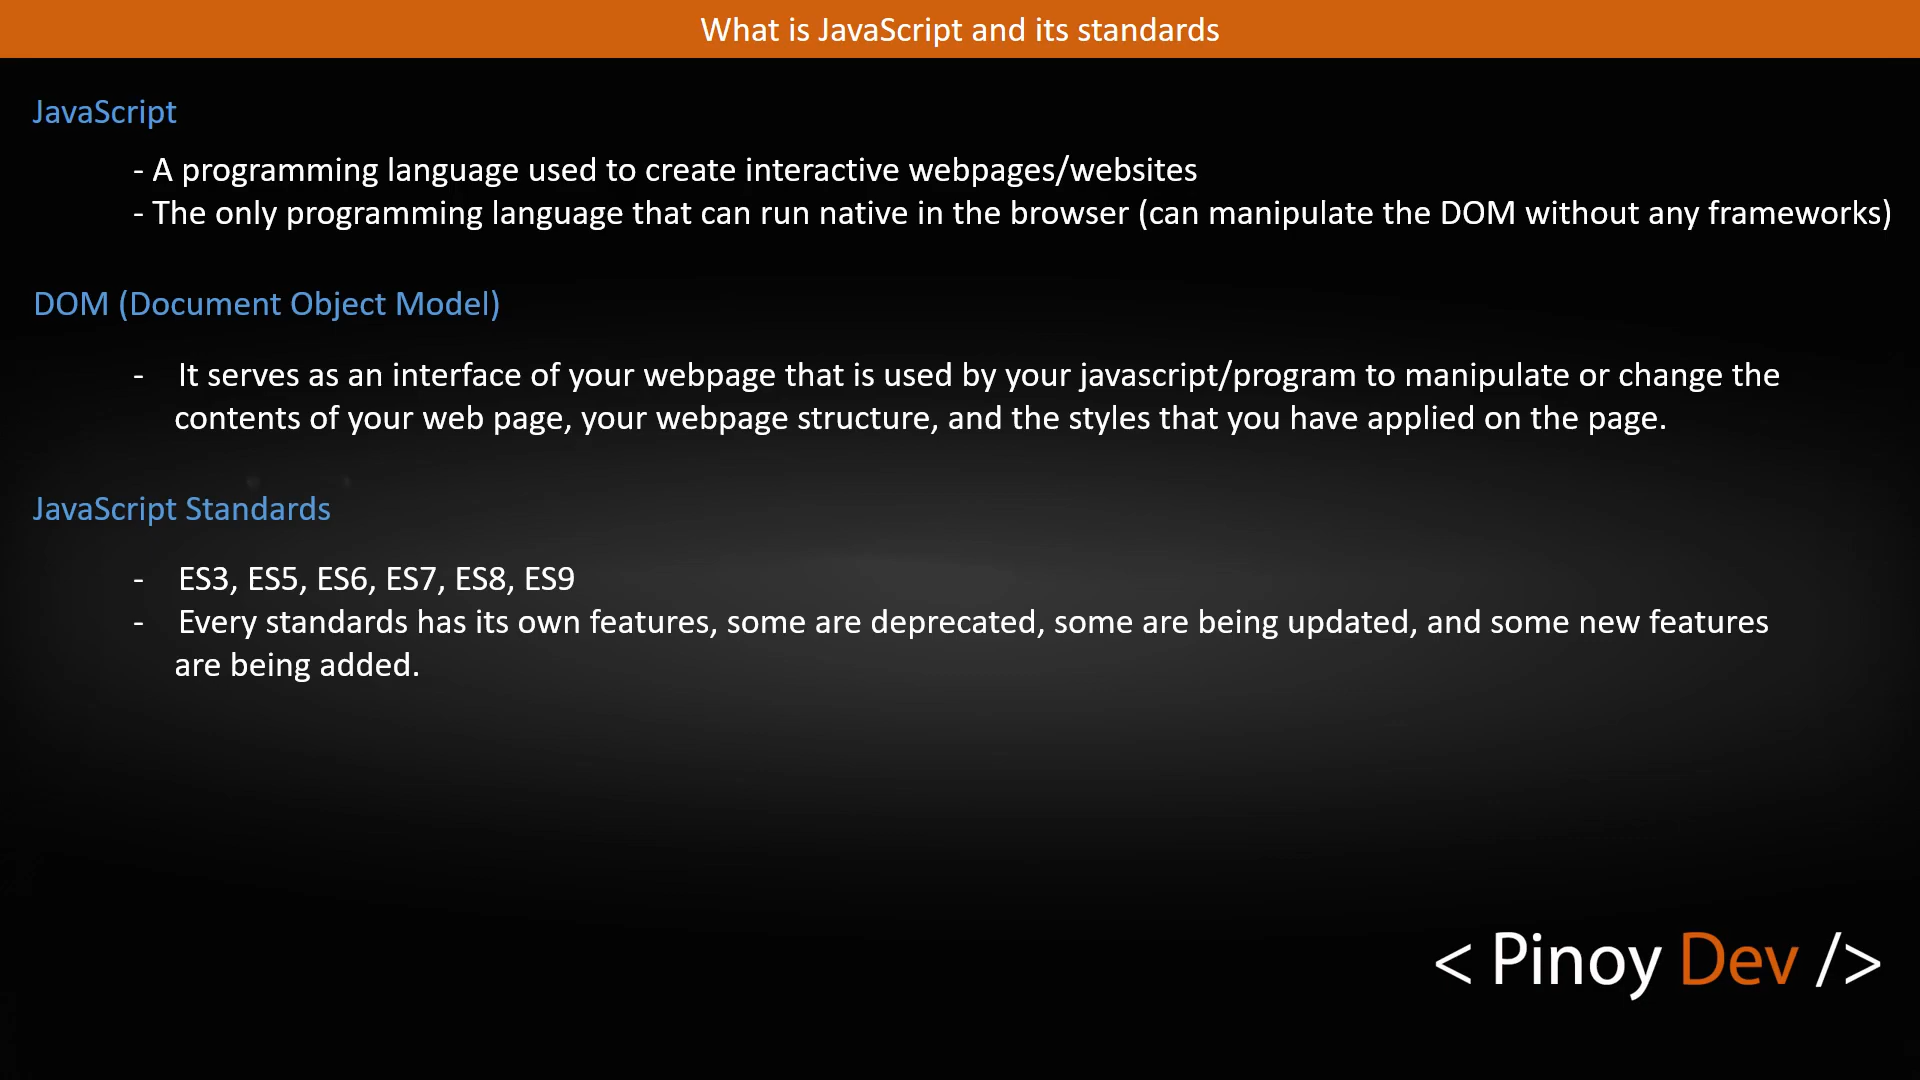 What is JavaScript and its standards
JavaScript
- A programming language used to create interactive webpages/websites
- The only programming language that can run native in the browser (can manipulate the DOM without any frameworks)
DOM (Document Object Model)
- It serves as an interface of your webpage that is used by your javascript/program to manipulate or change the
contents of your web page, your webpage structure, and the styles that you have applied on the page.
JavaScript Standards
- ES3, ES5, ES6, ES7, ES8, ES9
- Every standards has its own features, some are deprecated, some are being updated, and some new features
are being added.
< Pinoy Dev />